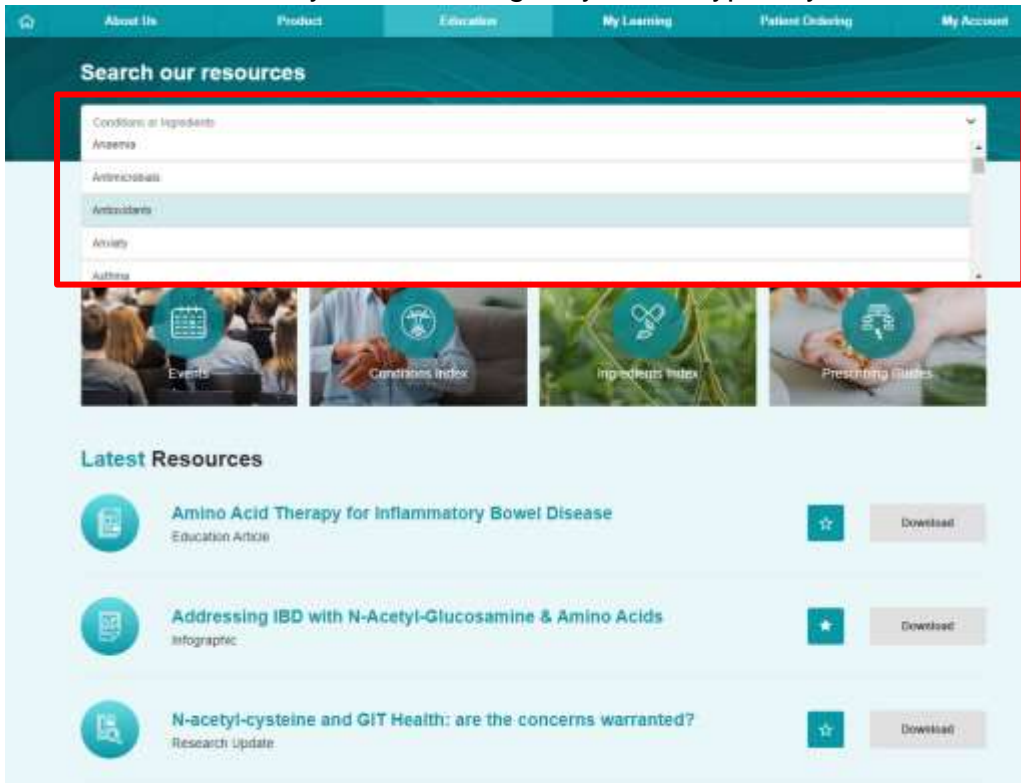 About Us Product Education My Learning Patient Ordering My Account
Search our resources
Conditions or Ingredients
Anaemia
Antimicrobials
Antioxidants
Anxiety
Asthma
Events Conditions Index Ingredients Index Prescribing Guides
Latest Resources
Amino Acid Therapy for Inflammatory Bowel Disease
Education Article
Download
Addressing IBD with N-Acetyl-Glucosamine & Amino Acids
Infographic
Download
N-acetyl-cysteine and GIT Health: are the concerns warranted?
Research Update
Download